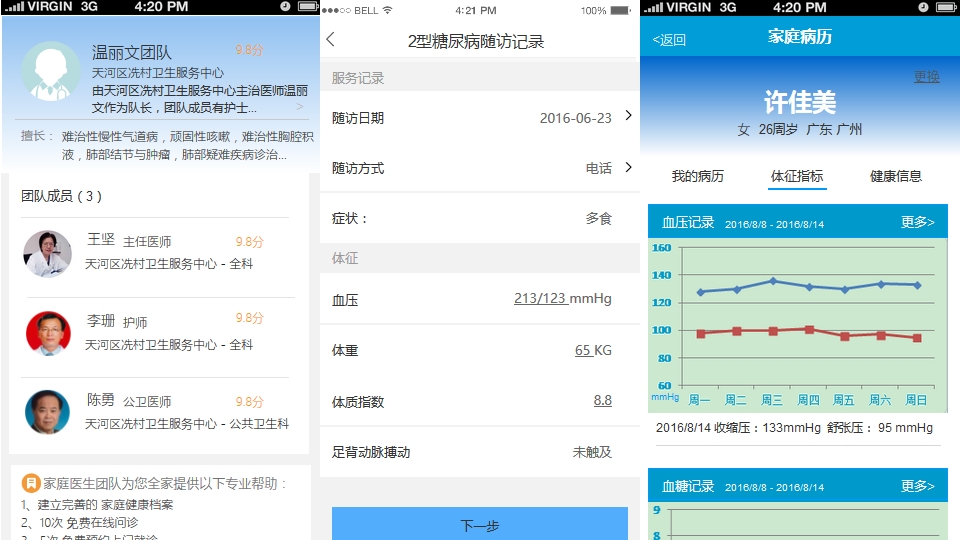 VIRGIN 3G 4:20 PM
温丽文团队 9.8分
天河区冼村卫生服务中心
由天河区冼村卫生服务中心主治医师温丽
文作为队长，团队成员有护士... >
擅长： 难治性慢性气道病，顽固性咳嗽，难治性胸腔积
液，肺部结节与肿瘤，肺部疑难疾病诊治...
团队成员 ( 3 )
王坚 主任医师 9.8分
天河区冼村卫生服务中心 - 全科
李珊 护师 9.8分
天河区冼村卫生服务中心 - 全科
陈勇 公卫医师 9.8分
天河区冼村卫生服务中心 - 公共卫生科
家庭医生团队为您全家提供以下专业帮助：
1、建立完善的 家庭健康档案
2、10次 免费在线问诊
3、5次 免费预约上门就诊
BELL 4:21 PM 100%
2型糖尿病随访记录
服务记录
随访日期 2016-06-23
随访方式 电话
症状： 多食
体征
血压 213/123 mmHg
体重 65 KG
体质指数 8.8
足背动脉搏动 未触及
下一步
VIRGIN 3G 4:20 PM
<返回 家庭病历
更换
许佳美
女 26周岁 广东 广州
我的病历 体征指标 健康信息
血压记录 2016/8/8 - 2016/8/14 更多>
160
140
120
100
80
60
mmHg 周一 周二 周三 周四 周五 周六 周日
2016/8/14 收缩压：133mmHg 舒张压： 95 mmHg
血糖记录 2016/8/8 - 2016/8/14 更多>
9
8